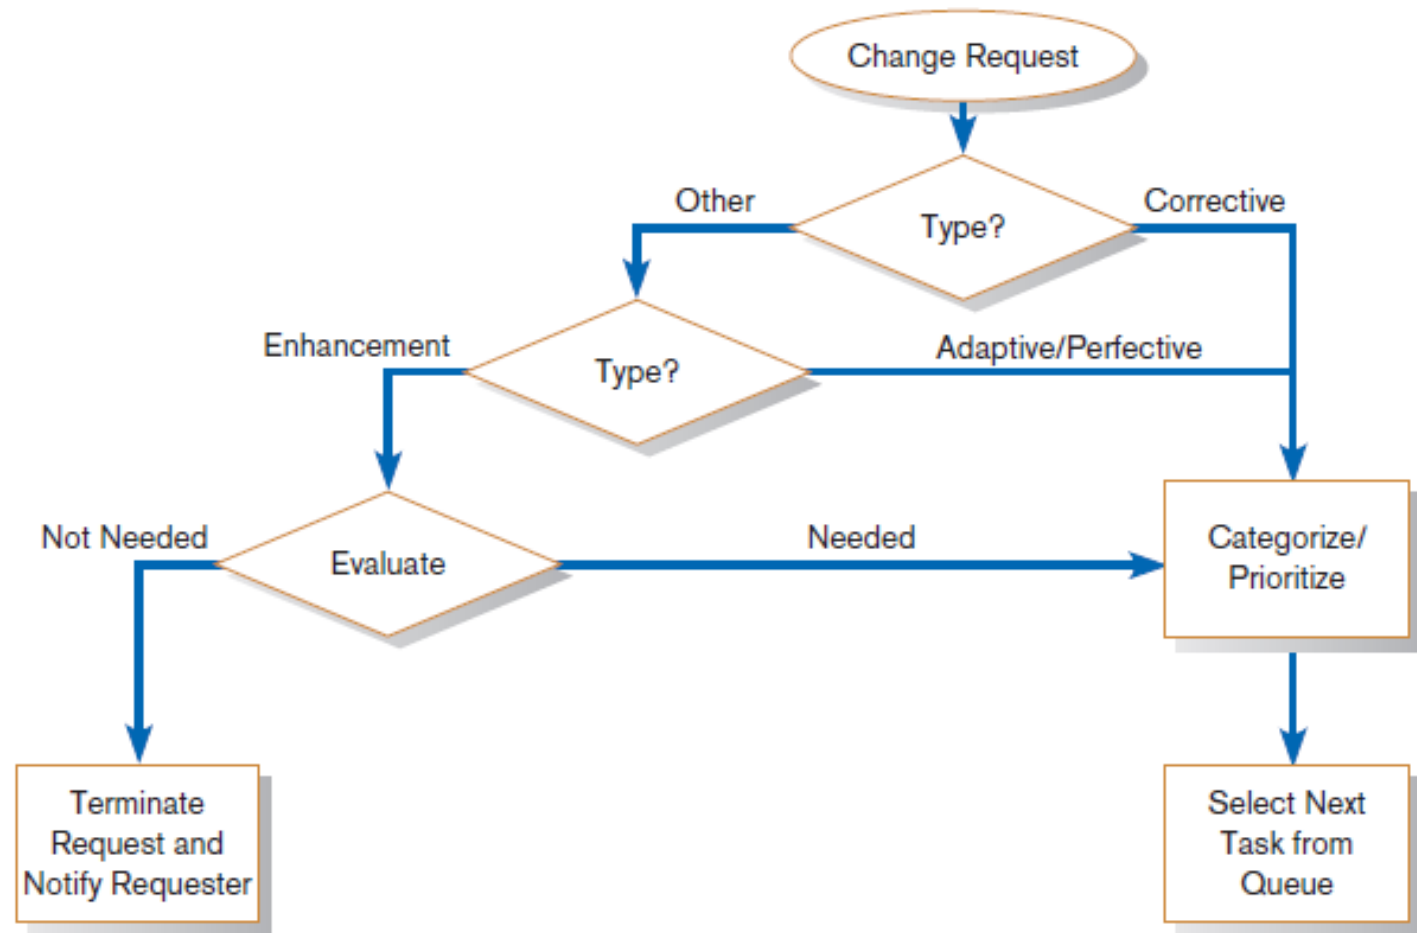 Change Request
Other
Corrective
Type?
Enhancement
Adaptive/Perfective
Type?
Not Needed
Needed
Evaluate
Categorize/
Prioritize
Terminate
Request and
Notify Requester
Select Next
Task from
Queue